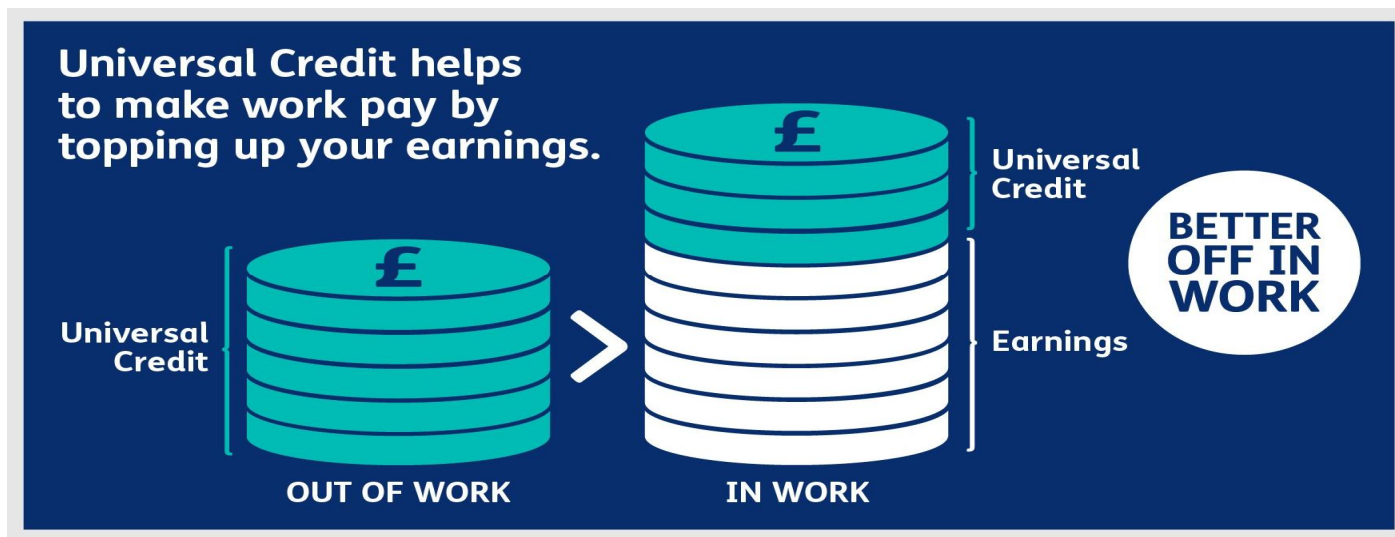 Universal Credit helps
to make work pay by
topping up your earnings.
£
Universal
Credit
OUT OF WORK
>
£
Universal
Credit
Earnings
IN WORK
BETTER
OFF IN
WORK